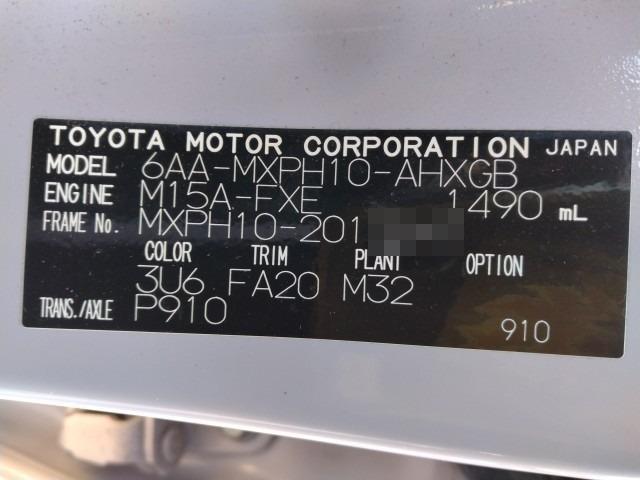 TOYOTA MOTOR CORPORATION JAPAN
MODEL 6AA-MXPH10-AHXGB
ENGINE M15A-FXE 1490 mL
FRAME No. MXPH10-201
COLOR TRIM PLANT OPTION
3U6 FA20 M32
TRANS./AXLE P910
910